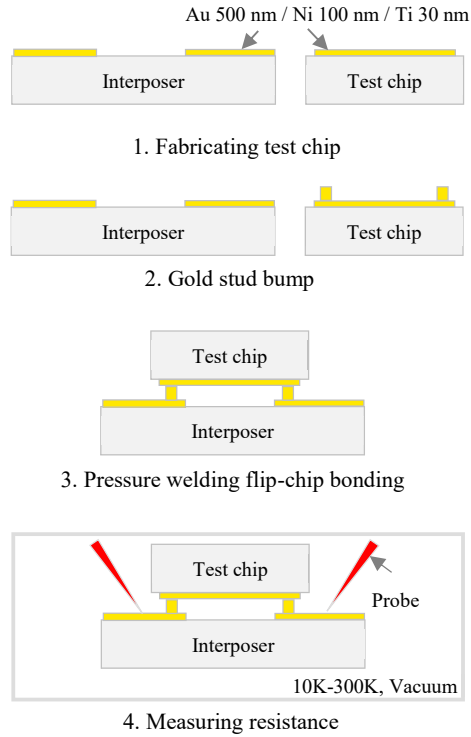 Au 500 nm / Ni 100 nm / Ti 30 nm
Interposer
Test chip
1. Fabricating test chip
Interposer
Test chip
2. Gold stud bump
Test chip
Interposer
3. Pressure welding flip-chip bonding
Test chip
Probe
Interposer
10K-300K, Vacuum
4. Measuring resistance